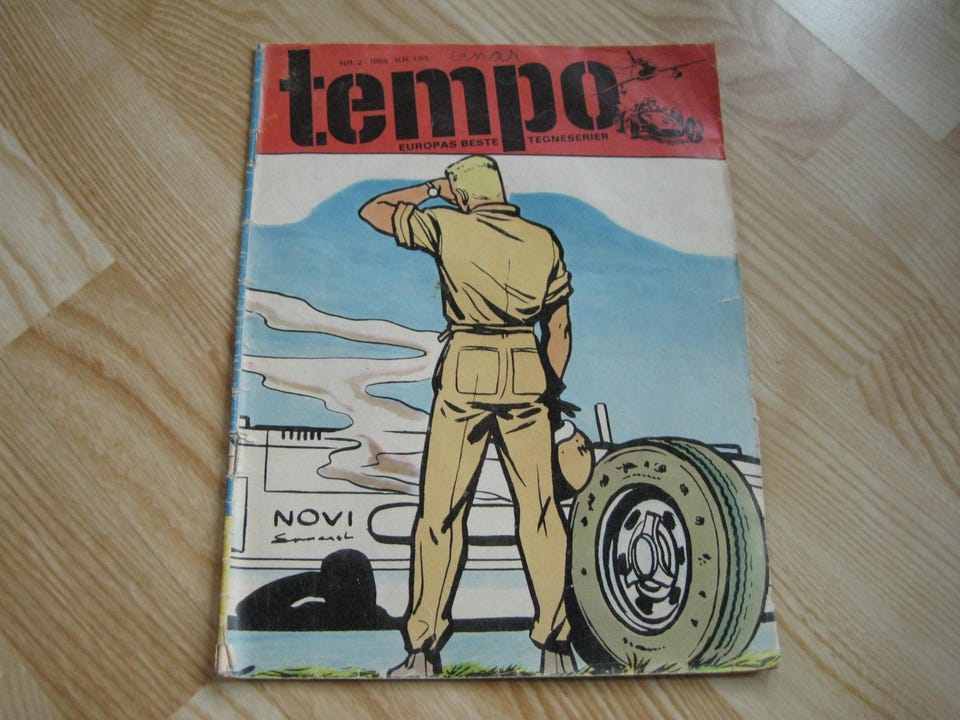 einar
NR. 2 - 1966 KR. 1.85
tempo
EUROPAS BESTE TEGNESERIER
NOVI